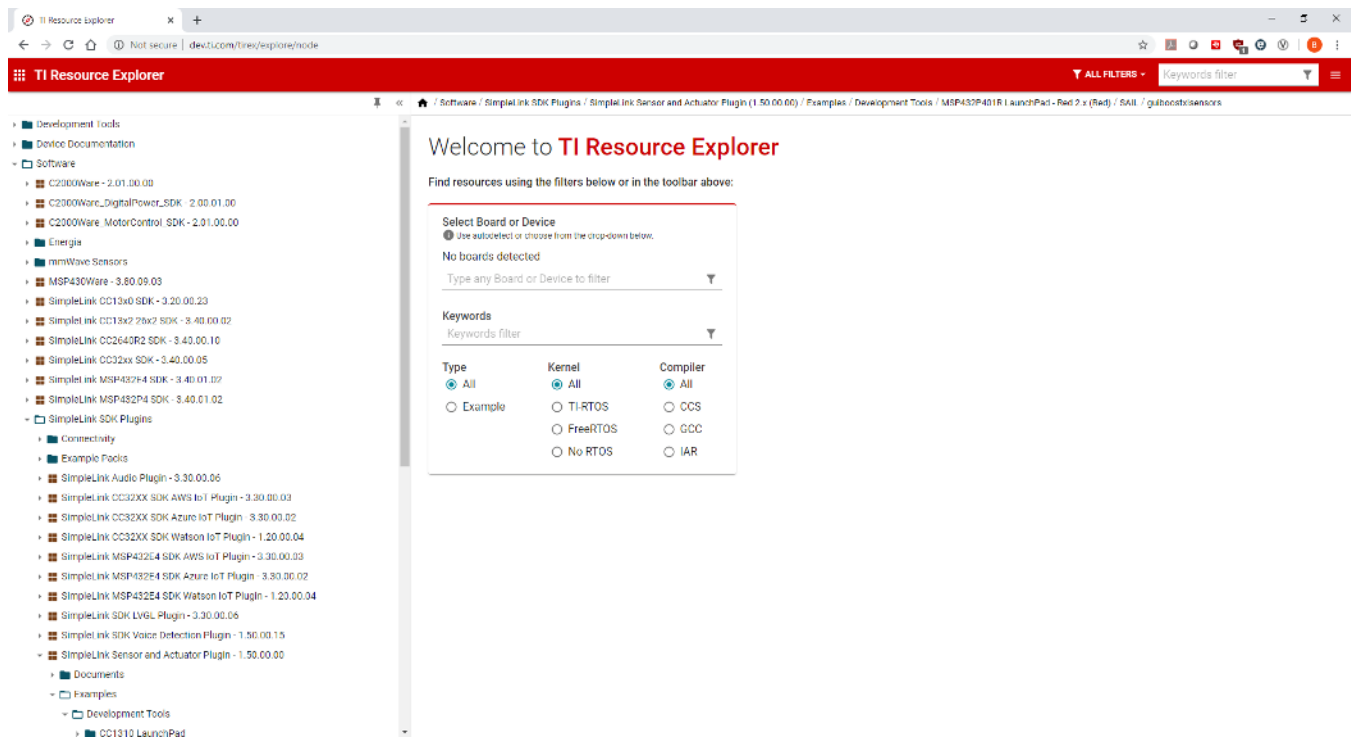 TI Resource Explorer
Not secure | dev.ti.com/tirex/explore/node
B
TI Resource Explorer
ALL FILTERS
Keywords filter
/ Software / SimpleLink SDK Plugins / SimpleLink Sensor and Actuator Plugin (1.50.00.00) / Examples / Development Tools / MSP432P401R LaunchPad - Red 2.x (Red) / SAIL / guiboostxlsensors
Development Tools
Device Documentation
Software
C2000Ware - 2.01.00.00
C2000Ware_DigitalPower_SDK - 2.00.01.00
C2000Ware_MotorControl_SDK - 2.01.00.00
Energia
mmWave Sensors
MSP430Ware - 3.80.09.03
SimpleLink CC13x0 SDK - 3.20.00.23
SimpleLink CC13x2 26x2 SDK - 3.40.00.02
SimpleLink CC2640R2 SDK - 3.40.00.10
SimpleLink CC32xx SDK - 3.40.00.05
SimpleLink MSP432E4 SDK - 3.40.01.02
SimpleLink MSP432P4 SDK - 3.40.01.02
SimpleLink SDK Plugins
Connectivity
Example Packs
SimpleLink Audio Plugin - 3.30.00.06
SimpleLink CC32XX SDK AWS IoT Plugin - 3.30.00.03
SimpleLink CC32XX SDK Azure IoT Plugin - 3.30.00.02
SimpleLink CC32XX SDK Watson IoT Plugin - 1.20.00.04
SimpleLink MSP432E4 SDK AWS IoT Plugin - 3.30.00.03
SimpleLink MSP432E4 SDK Azure IoT Plugin - 3.30.00.02
SimpleLink MSP432E4 SDK Watson IoT Plugin - 1.20.00.04
SimpleLink SDK LVGL Plugin - 3.30.00.06
SimpleLink SDK Voice Detection Plugin - 1.50.00.15
SimpleLink Sensor and Actuator Plugin - 1.50.00.00
Documents
Examples
Development Tools
CC1310 LaunchPad
Welcome to TI Resource Explorer
Find resources using the filters below or in the toolbar above:
Select Board or Device
Use autodetect or choose from the drop-down below.
No boards detected
Type any Board or Device to filter
Keywords
Keywords filter
Type Kernel Compiler
All All All
Example TI-RTOS CCS
FreeRTOS GCC
No RTOS IAR